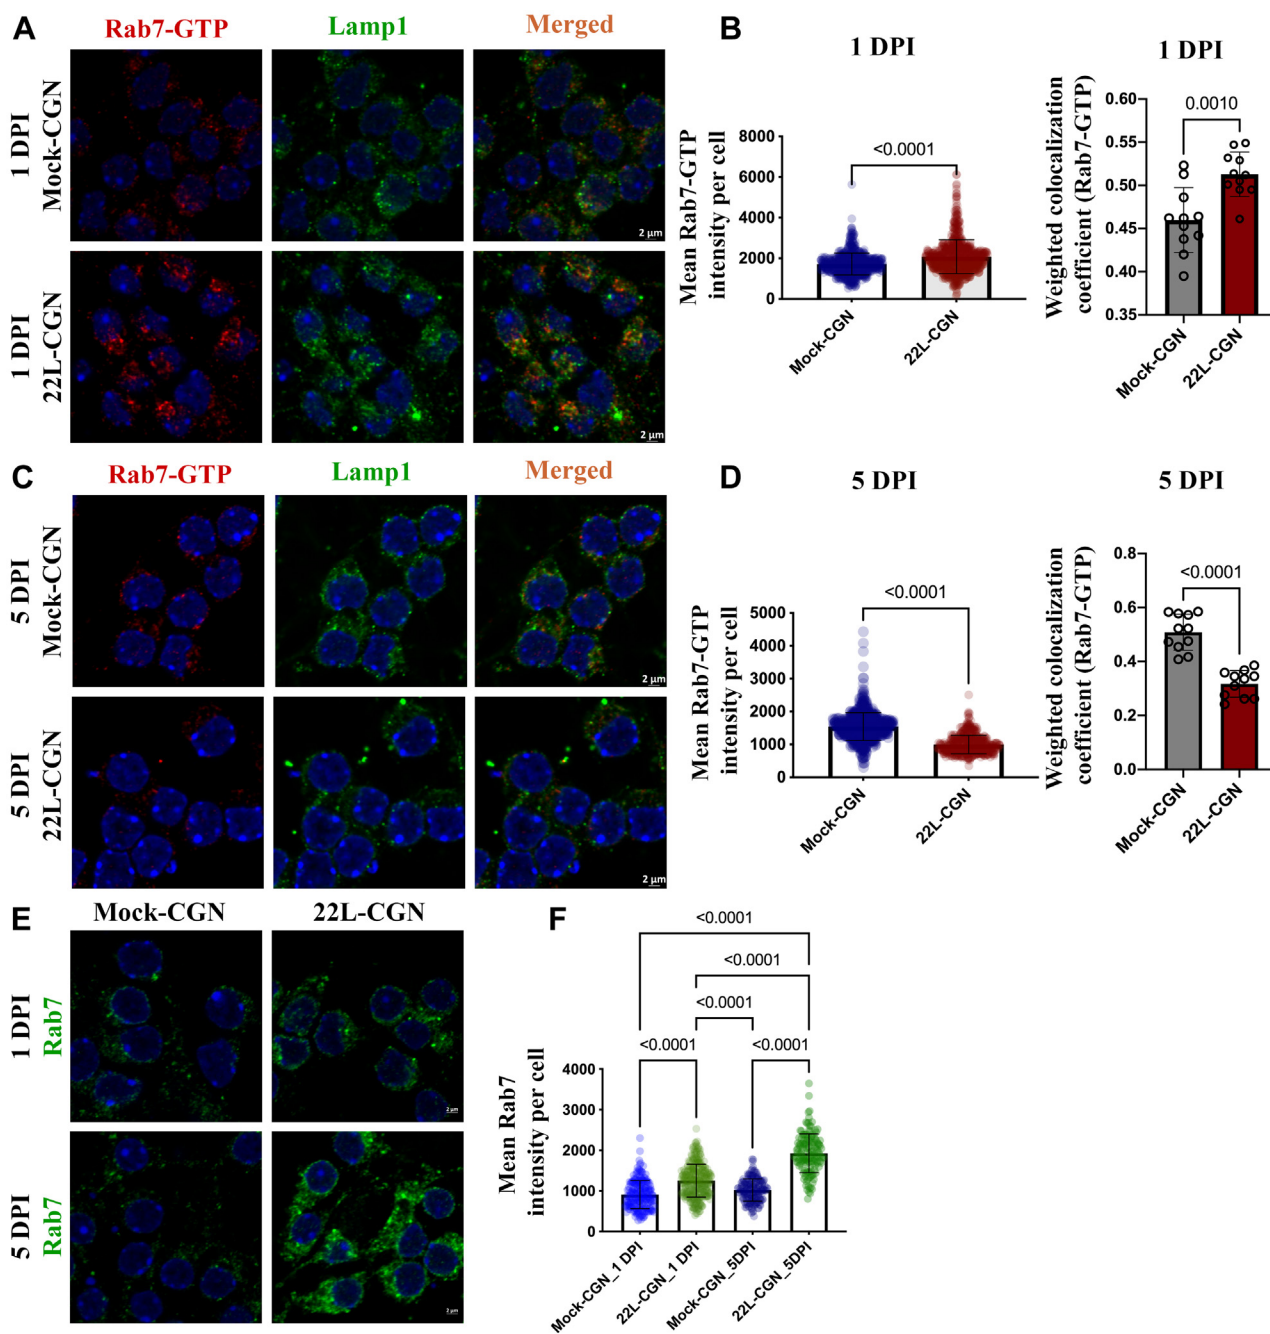 A
Rab7-GTP
Lamp1
Merged
1 DPI
Mock-CGN
2 µm
1 DPI
22L-CGN
2 µm
B
1 DPI
Mean Rab7-GTP
intensity per cell
8000
6000
4000
2000
0
<0.0001
Mock-CGN
22L-CGN
1 DPI
Weighted colocalization
coefficient (Rab7-GTP)
0.60
0.55
0.50
0.45
0.40
0.35
0.0010
Mock-CGN
22L-CGN
C
Rab7-GTP
Lamp1
Merged
5 DPI
Mock-CGN
2 µm
5 DPI
22L-CGN
2 µm
D
5 DPI
Mean Rab7-GTP
intensity per cell
5000
4000
3000
2000
1000
0
<0.0001
Mock-CGN
22L-CGN
5 DPI
Weighted colocalization
coefficient (Rab7-GTP)
0.8
0.6
0.4
0.2
0.0
<0.0001
Mock-CGN
22L-CGN
E
Mock-CGN
22L-CGN
1 DPI
Rab7
2 µm
2 µm
5 DPI
Rab7
2 µm
2 µm
F
Mean Rab7
intensity per cell
4000
3000
2000
1000
0
<0.0001
<0.0001
<0.0001
<0.0001
<0.0001
Mock-CGN_1 DPI
22L-CGN_1 DPI
Mock-CGN_5DPI
22L-CGN_5DPI